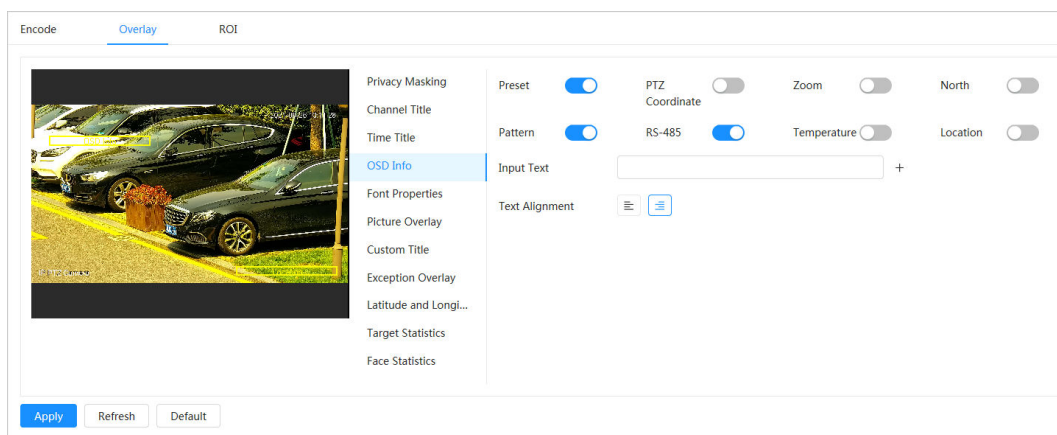 Encode Overlay ROI
Privacy Masking
Channel Title
Time Title
OSD Info
Font Properties
Picture Overlay
Custom Title
Exception Overlay
Latitude and Longi...
Target Statistics
Face Statistics
Preset PTZ Coordinate Zoom North
Pattern RS-485 Temperature Location
Input Text +
Text Alignment
Apply Refresh Default